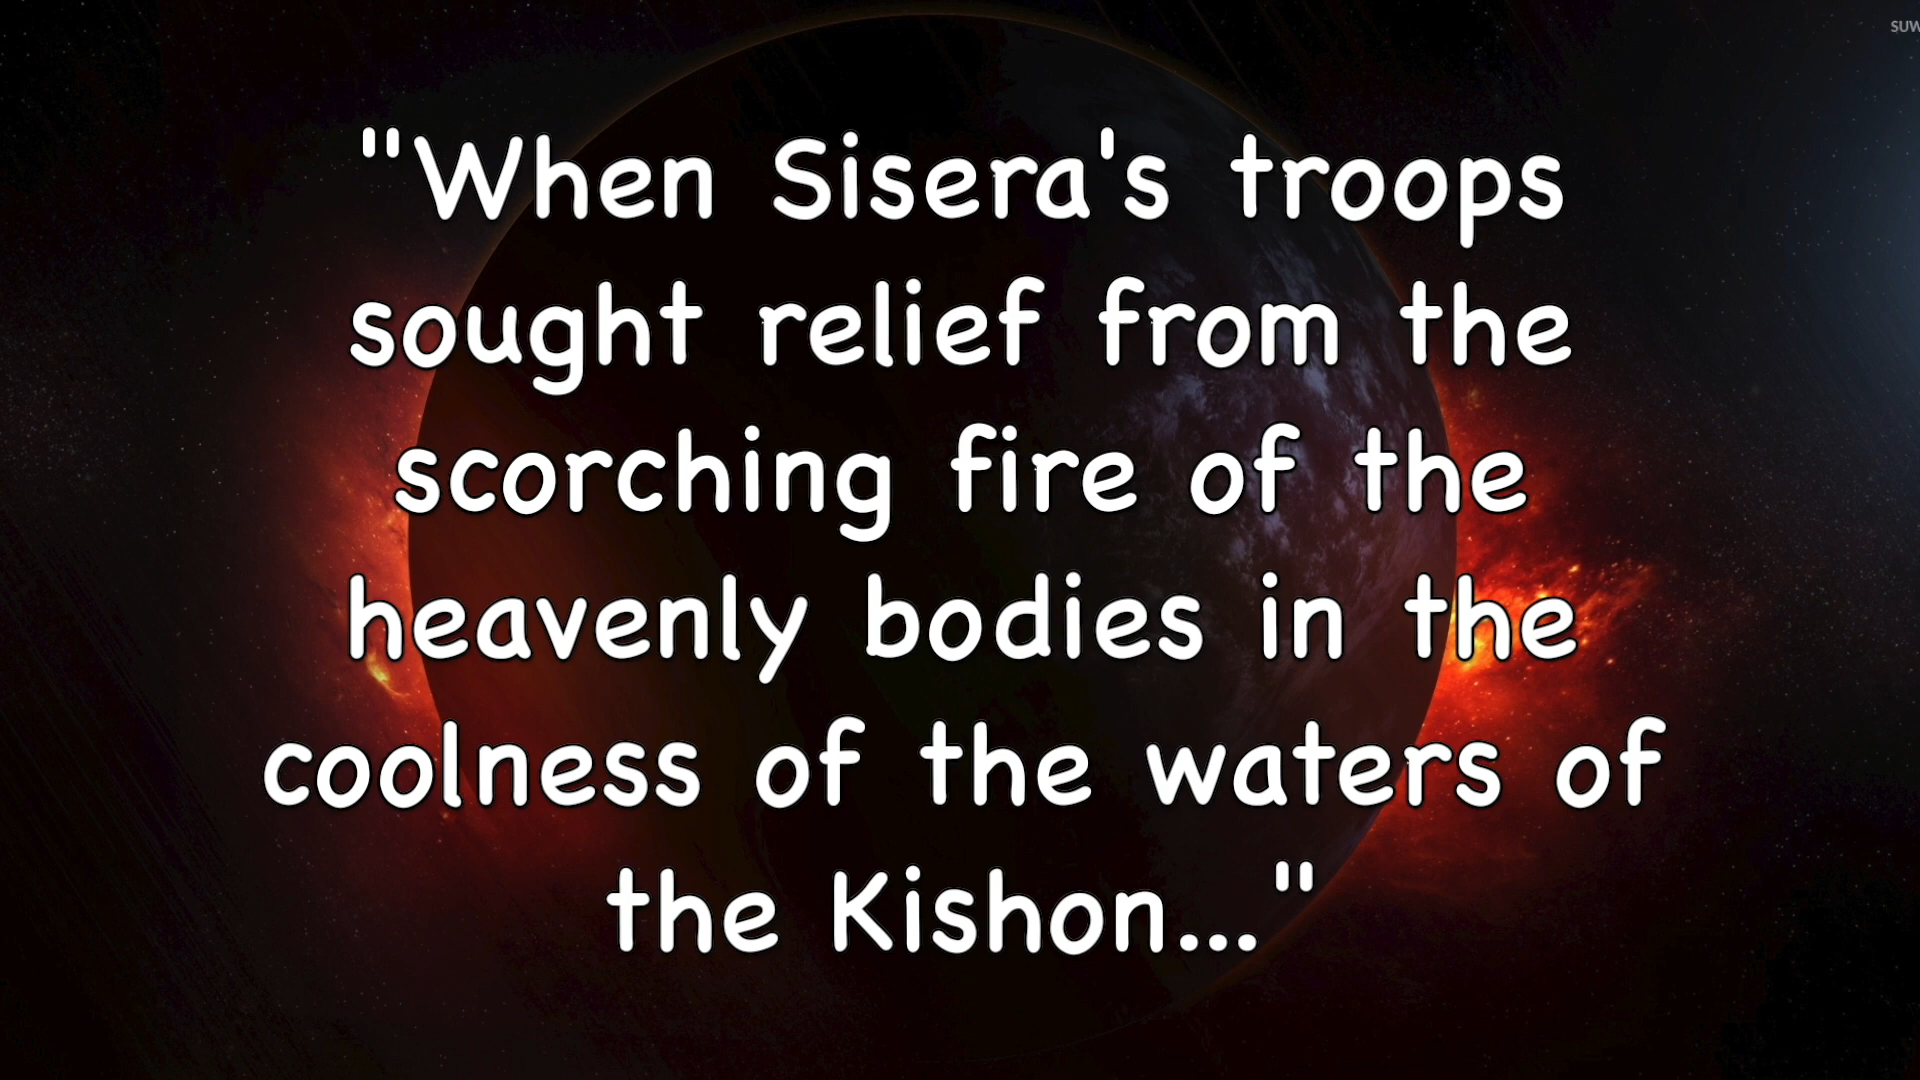 "When Sisera's troops
sought relief from the
scorching fire of the
heavenly bodies in the
coolness of the waters of
the Kishon..."
SUW